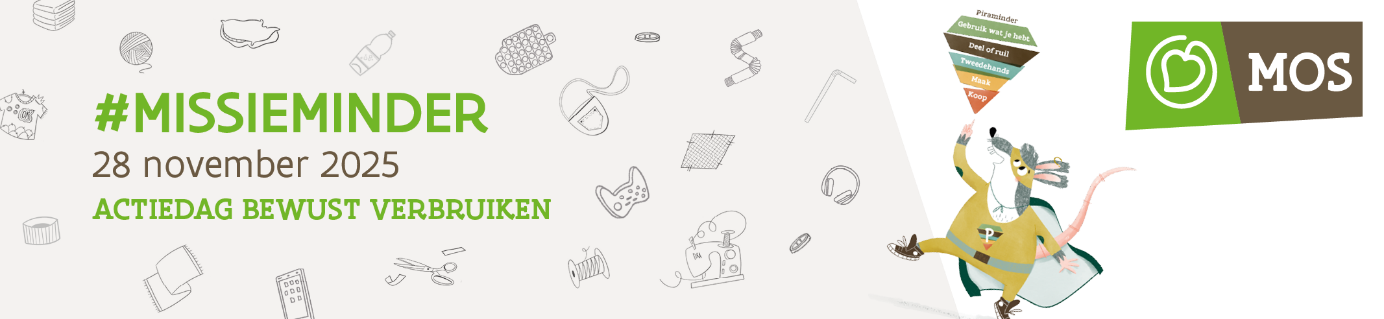 #MISSIEMINDER
28 november 2025
ACTIEDAG BEWUST VERBRUIKEN
Piraminder
Gebruik wat je hebt
Deel of ruil
Tweedehands
Maak
Koop
P
MOS